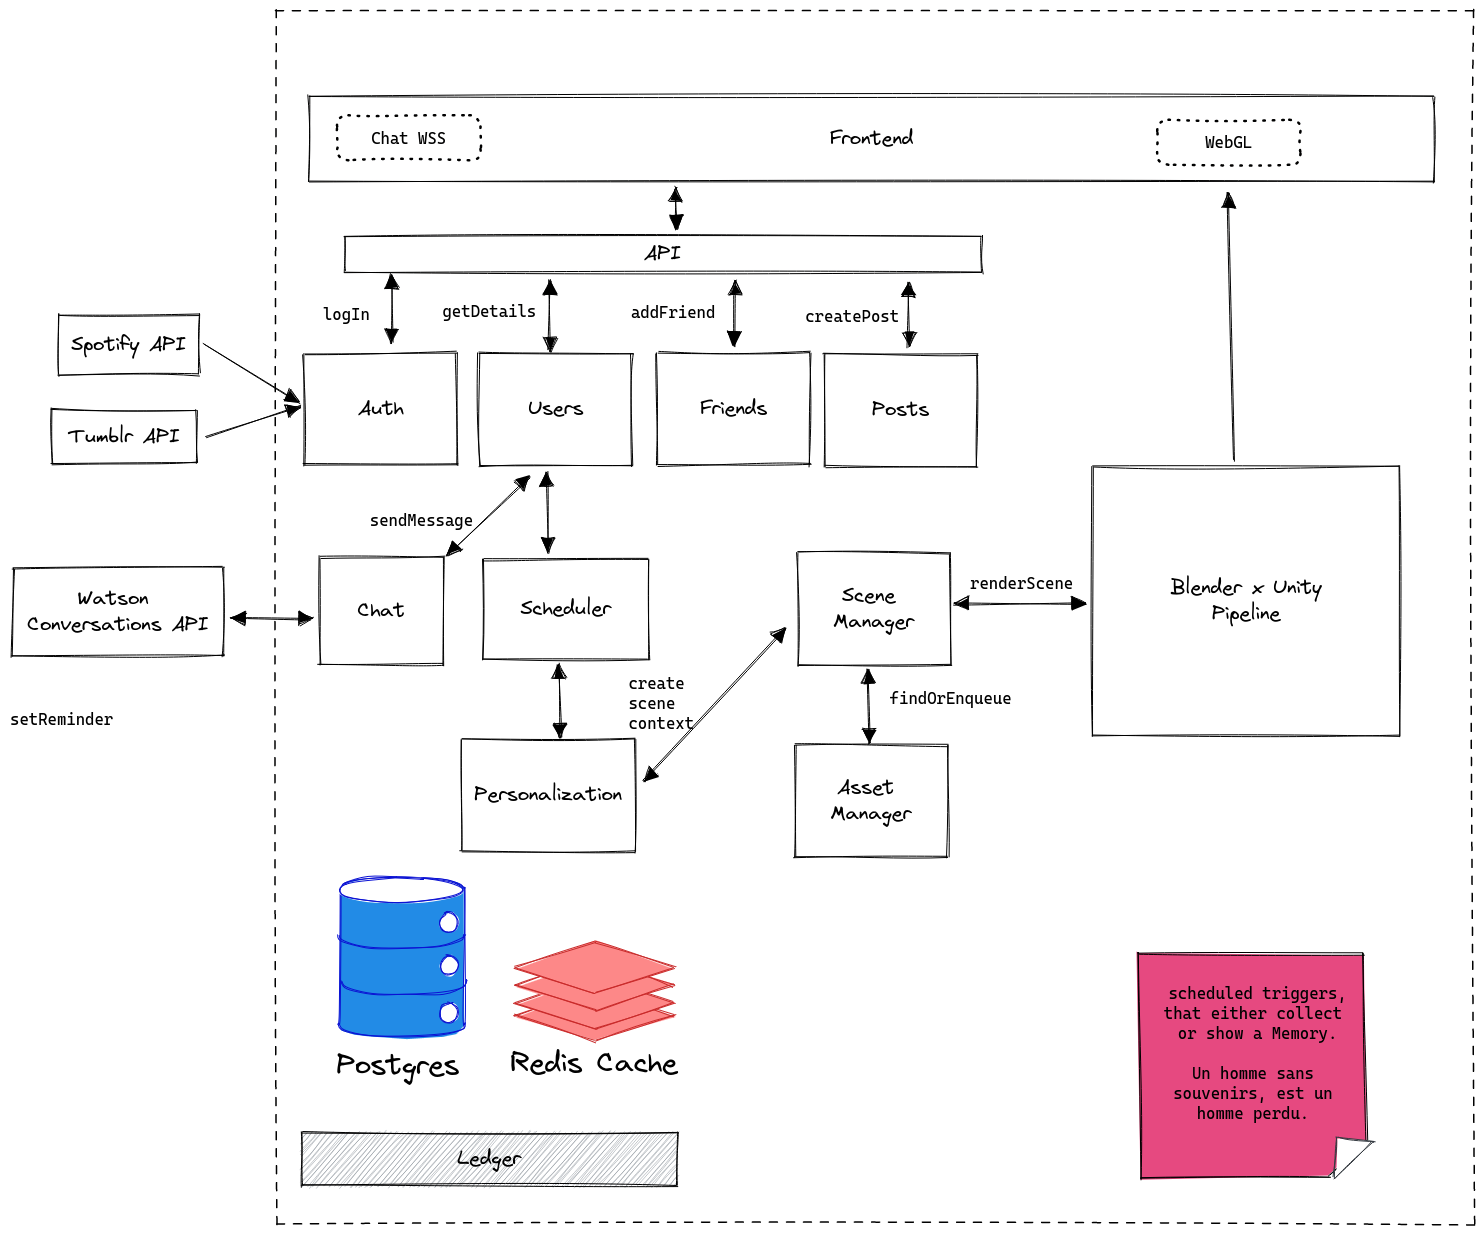 Chat WSS
Frontend
WebGL
API
logIn
getDetails
addFriend
createPost
Spotify API
Tumblr API
Auth
Users
Friends
Posts
sendMessage
Watson
Conversations API
Chat
Scheduler
Scene
Manager
renderScene
Blender x Unity
Pipeline
setReminder
create
scene
context
findOrEnqueue
Personalization
Asset
Manager
Postgres
Redis Cache
Ledger
scheduled triggers,
that either collect
or show a Memory.
Un homme sans
souvenirs, est un
homme perdu.